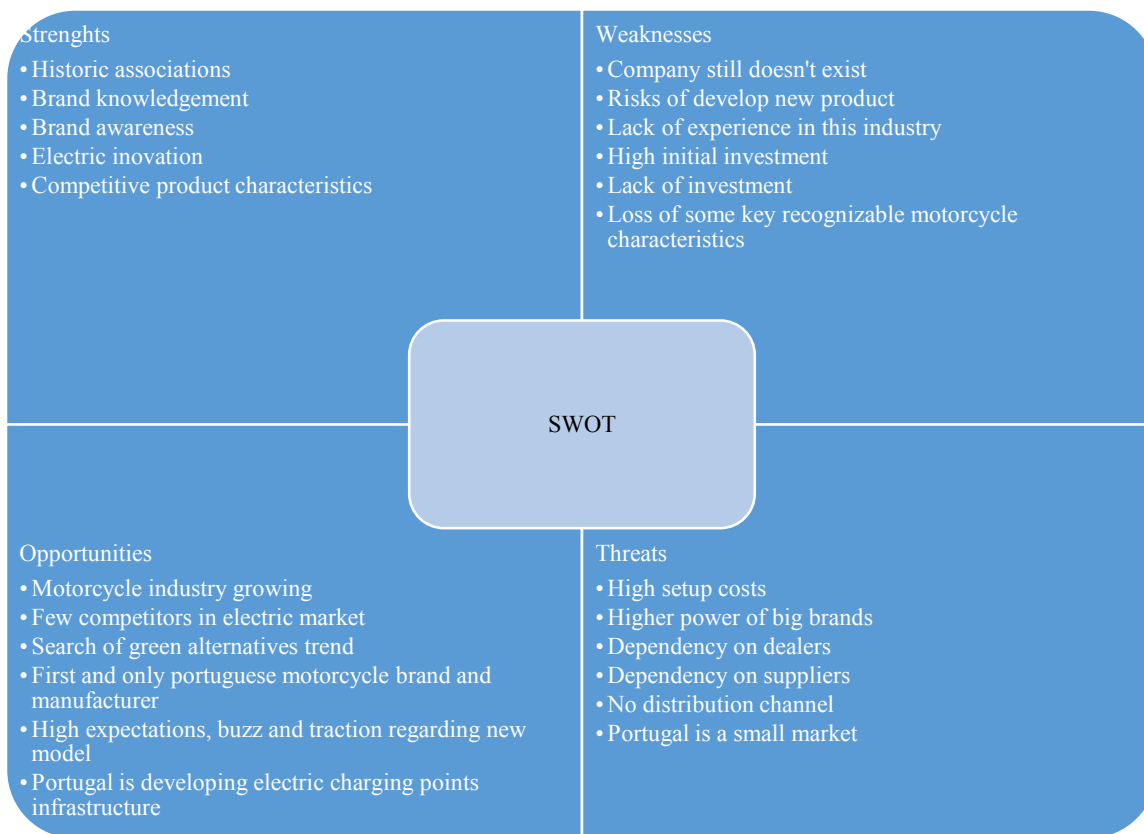 Strenghts
• Historic associations
• Brand knowledgement
• Brand awareness
• Electric inovation
• Competitive product characteristics
Weaknesses
• Company still doesn't exist
• Risks of develop new product
• Lack of experience in this industry
• High initial investment
• Lack of investment
• Loss of some key recognizable motorcycle
characteristics
SWOT
Opportunities
• Motorcycle industry growing
• Few competitors in electric market
• Search of green alternatives trend
• First and only portuguese motorcycle brand and
manufacturer
• High expectations, buzz and traction regarding new
model
• Portugal is developing electric charging points
infrastructure
Threats
• High setup costs
• Higher power of big brands
• Dependency on dealers
• Dependency on suppliers
• No distribution channel
• Portugal is a small market